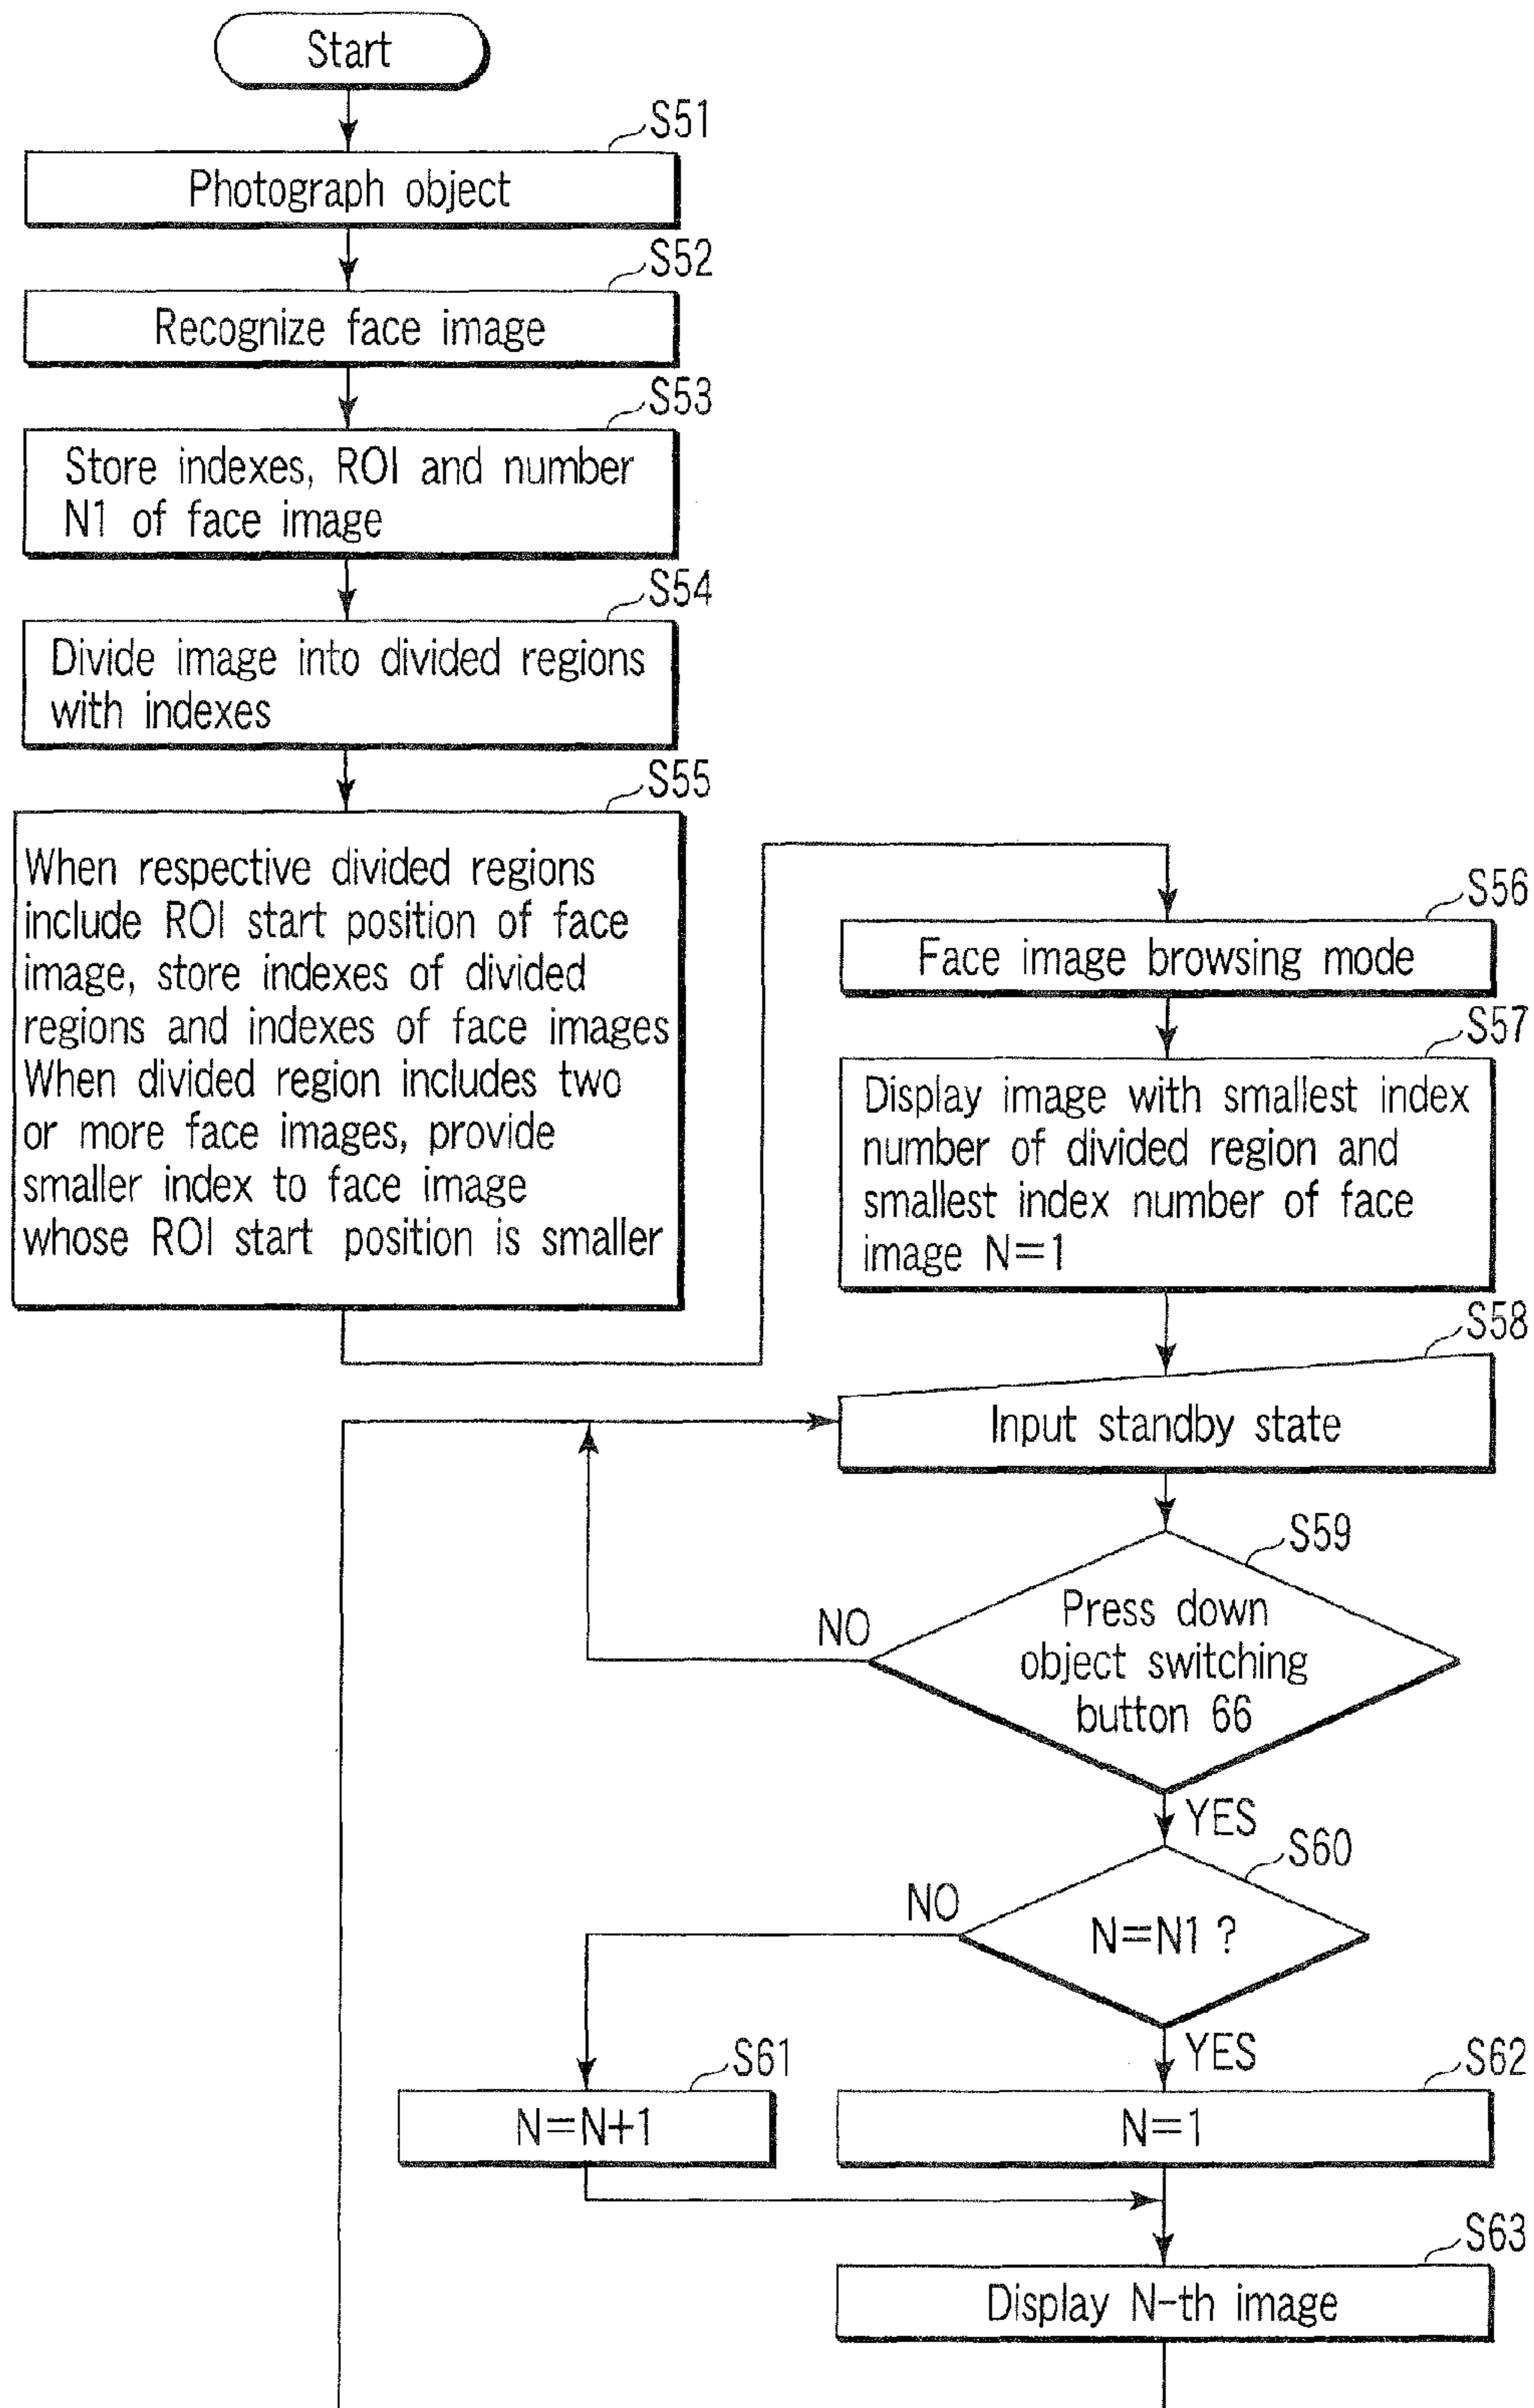 Start
S51
Photograph object
S52
Recognize face image
S53
Store indexes, ROI and number
N1 of face image
S54
Divide image into divided regions
with indexes
S55
When respective divided regions
include ROI start position of face
image, store indexes of divided
regions and indexes of face images
When divided region includes two
or more face images, provide
smaller index to face image
whose ROI start position is smaller
S56
Face image browsing mode
S57
Display image with smallest index
number of divided region and
smallest index number of face
image N=1
S58
Input standby state
S59
Press down
object switching
button 66
NO
YES
S60
N=N1 ?
NO
YES
S61
N=N+1
S62
N=1
S63
Display N-th image